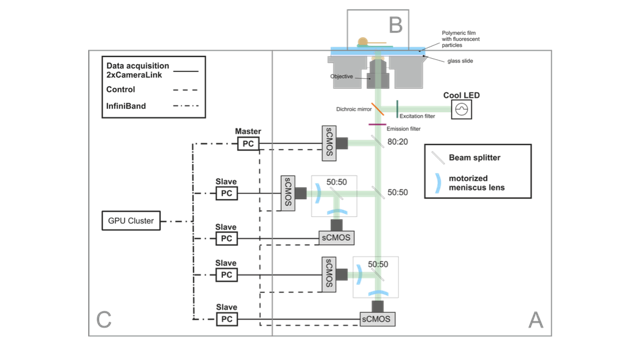 B
Polymeric film
with fluorescent
particles
glass slide
Objective
Data acquisition
2xCameraLink
Control
InfiniBand
Cool LED
Dichroic mirror
Excitation filter
Emission filter
Master
PC
sCMOS
80:20
Beam splitter
motorized
meniscus lens
Slave
PC
sCMOS
50:50
50:50
GPU Cluster
Slave
PC
sCMOS
Slave
PC
sCMOS
50:50
Slave
PC
sCMOS
C
A